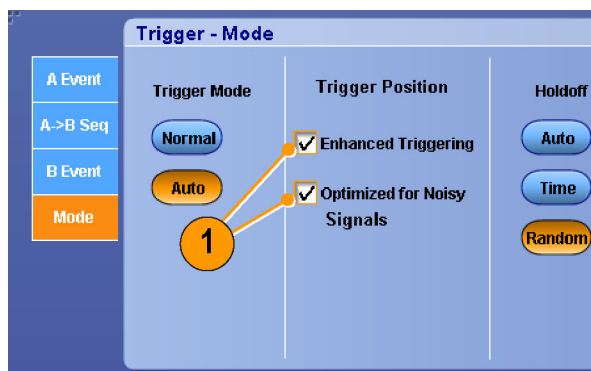 Trigger - Mode
A Event
A->B Seq
B Event
Mode
Trigger Mode
Normal
Auto
Trigger Position
Enhanced Triggering
Optimized for Noisy
Signals
1
Holdoff
Auto
Time
Random